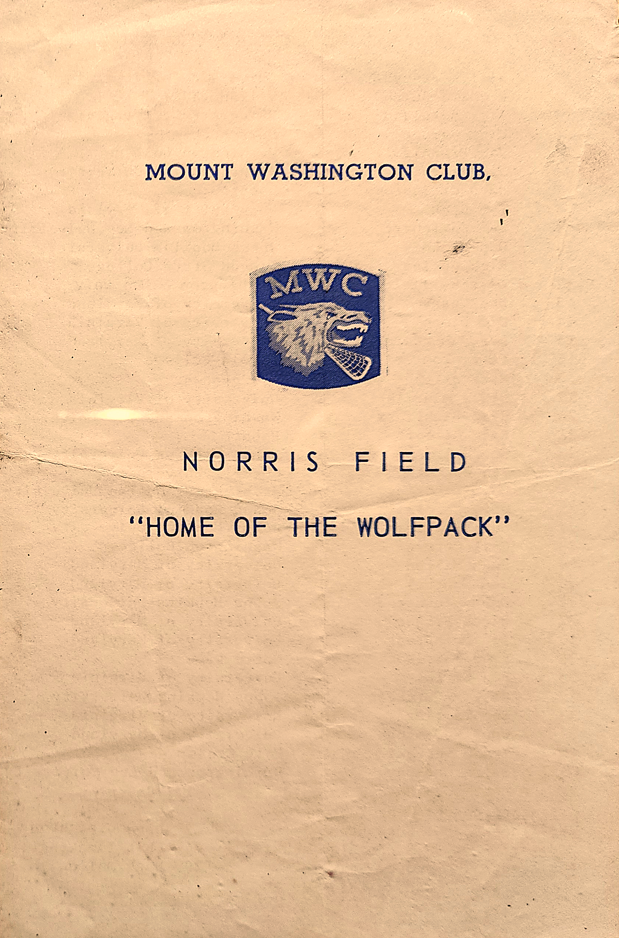 MOUNT WASHINGTON CLUB,
MWC
NORRIS FIELD
“HOME OF THE WOLFPACK”